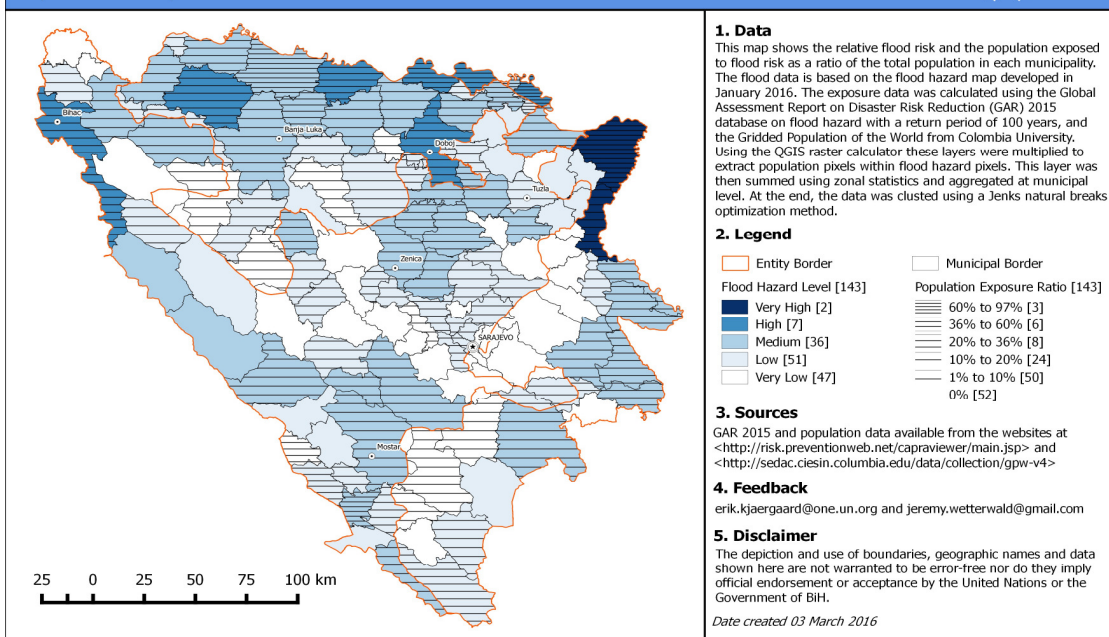 Bihac
Banja-Luka
Doboj
Tuzla
Zenica
SARAJEVO
Mostar
25 0 25 50 75 100 km
1. Data
This map shows the relative flood risk and the population exposed
to flood risk as a ratio of the total population in each municipality.
The flood data is based on the flood hazard map developed in
January 2016. The exposure data was calculated using the Global
Assessment Report on Disaster Risk Reduction (GAR) 2015
database on flood hazard with a return period of 100 years, and
the Gridded Population of the World from Colombia University.
Using the QGIS raster calculator these layers were multiplied to
extract population pixels within flood hazard pixels. This layer was
then summed using zonal statistics and aggregated at municipal
level. At the end, the data was clusted using a Jenks natural breaks
optimization method.
2. Legend
Entity Border
Municipal Border
Flood Hazard Level [143]
Very High [2]
High [7]
Medium [36]
Low [51]
Very Low [47]
Population Exposure Ratio [143]
60% to 97% [3]
36% to 60% [6]
20% to 36% [8]
10% to 20% [24]
1% to 10% [50]
0% [52]
3. Sources
GAR 2015 and population data available from the websites at
<http://risk.preventionweb.net/capraviewer/main.jsp> and
<http://sedac.ciesin.columbia.edu/data/collection/gpw-v4>
4. Feedback
erik.kjaergaard@one.un.org and jeremy.wetterwald@gmail.com
5. Disclaimer
The depiction and use of boundaries, geographic names and data
shown here are not warranted to be error-free nor do they imply
official endorsement or acceptance by the United Nations or the
Government of BiH.
Date created 03 March 2016